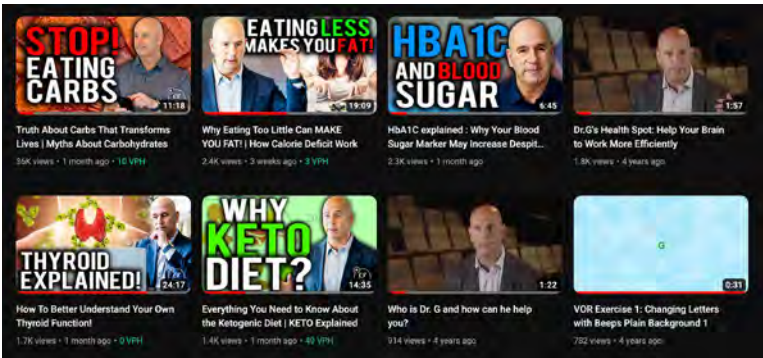 STOP!
EATING
CARBS
11:18
Truth About Carbs That Transforms
Lives | Myths About Carbohydrates
36K views • 1 month ago • 10 VPH
EATING LESS
MAKES YOU FAT!
19:09
Why Eating Too Little Can MAKE
YOU FAT! | How Calorie Deficit Work
2.4K views • 3 weeks ago • 3 VPH
HBA1C
AND BLOOD
SUGAR
6:45
HbA1C explained : Why Your Blood
Sugar Marker May Increase Despit...
2.3K views • 1 month ago
1:57
Dr.G's Health Spot: Help Your Brain
to Work More Efficiently
1.8K views • 4 years ago
THYROID
EXPLAINED!
24:17
How To Better Understand Your Own
Thyroid Function!
1.7K views • 1 month ago • 0 VPH
WHY
KETO
DIET?
14:35
Everything You Need to Know About
the Ketogenic Diet | KETO Explained
1.4K views • 1 month ago • 40 VPH
1:22
Who is Dr. G and how can he help
you?
914 views • 4 years ago
G
0:31
VOR Exercise 1: Changing Letters
with Beeps Plain Background 1
782 views • 4 years ago